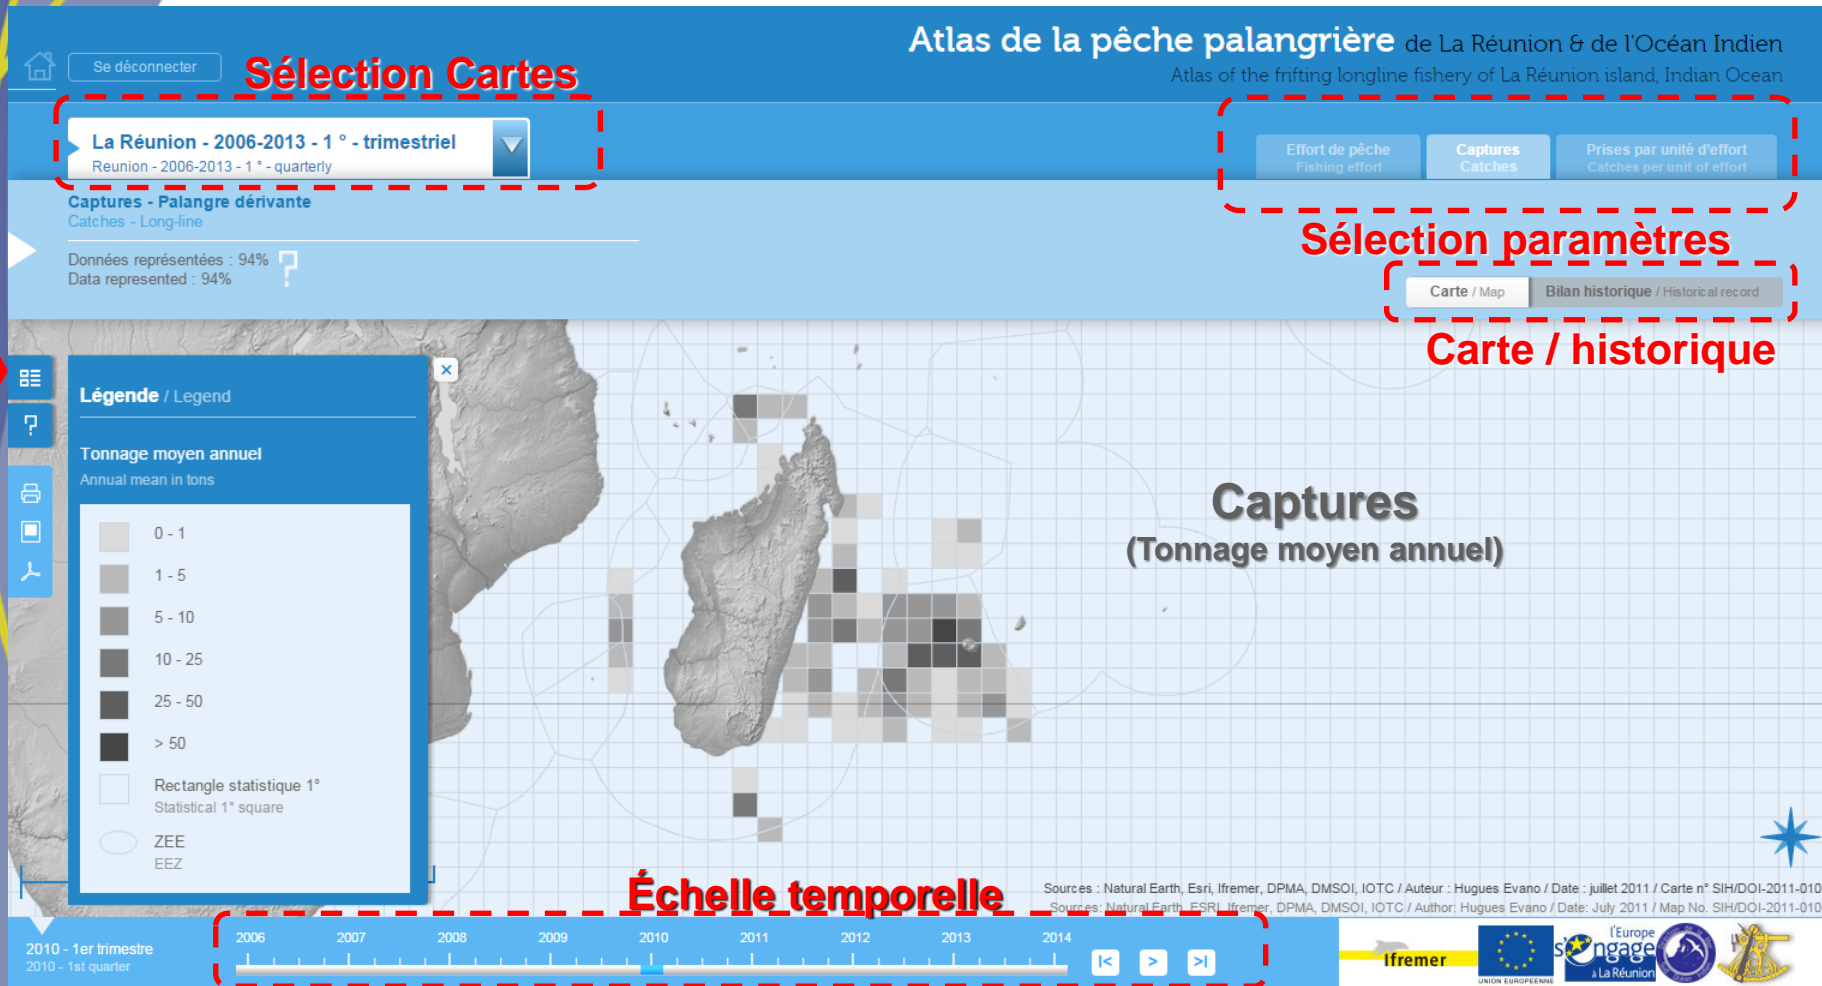 Atlas de la pêche palangrière de La Réunion & de l'Océan Indien
Atlas of the frifting longline fishery of La Réunion island, Indian Ocean
Se déconnecter
Sélection Cartes
La Réunion - 2006-2013 - 1 ° - trimestriel
Reunion - 2006-2013 - 1 ° - quarterly
Effort de pêche
Fishing effort
Captures
Catches
Prises par unité d'effort
Catches per unit of effort
Captures - Palangre dérivante
Catches - Long-line
Données représentées : 94%
Data represented : 94%
?
Sélection paramètres
Carte / Map
Bilan historique / Historical record
Carte / historique
Légende / Legend
?
Tonnage moyen annuel
Annual mean in tons
0 - 1
1 - 5
5 - 10
10 - 25
25 - 50
> 50
Rectangle statistique 1°
Statistical 1° square
ZEE
EEZ
Captures
(Tonnage moyen annuel)
Échelle temporelle
Sources : Natural Earth, Esri, Ifremer, DPMA, DMSOI, IOTC / Auteur : Hugues Evano / Date : juillet 2011 / Carte n° SIH/DOI-2011-010
Sources: Natural Earth, ESRI, Ifremer, DPMA, DMSOI, IOTC / Author: Hugues Evano / Date: July 2011 / Map No. SIH/DOI-2011-010
2010 - 1er trimestre
2010 - 1st quarter
2006 2007 2008 2009 2010 2011 2012 2013 2014
|< > >|
Ifremer
UNION EUROPEENNE
l'Europe
s'engage
à La Réunion